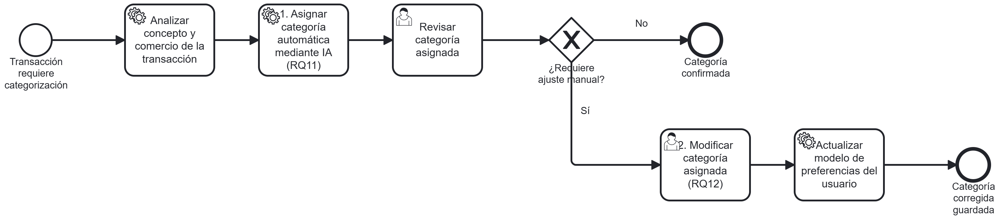 Transacción
requiere
categorización
Analizar
concepto y
comercio de la
transacción
1. Asignar
categoría
automática
mediante IA
(RQ11)
Revisar
categoría
asignada
¿Requiere
ajuste manual?
No
Categoría
confirmada
Sí
2. Modificar
categoría
asignada
(RQ12)
Actualizar
modelo de
preferencias del
usuario
Categoría
corregida
guardada